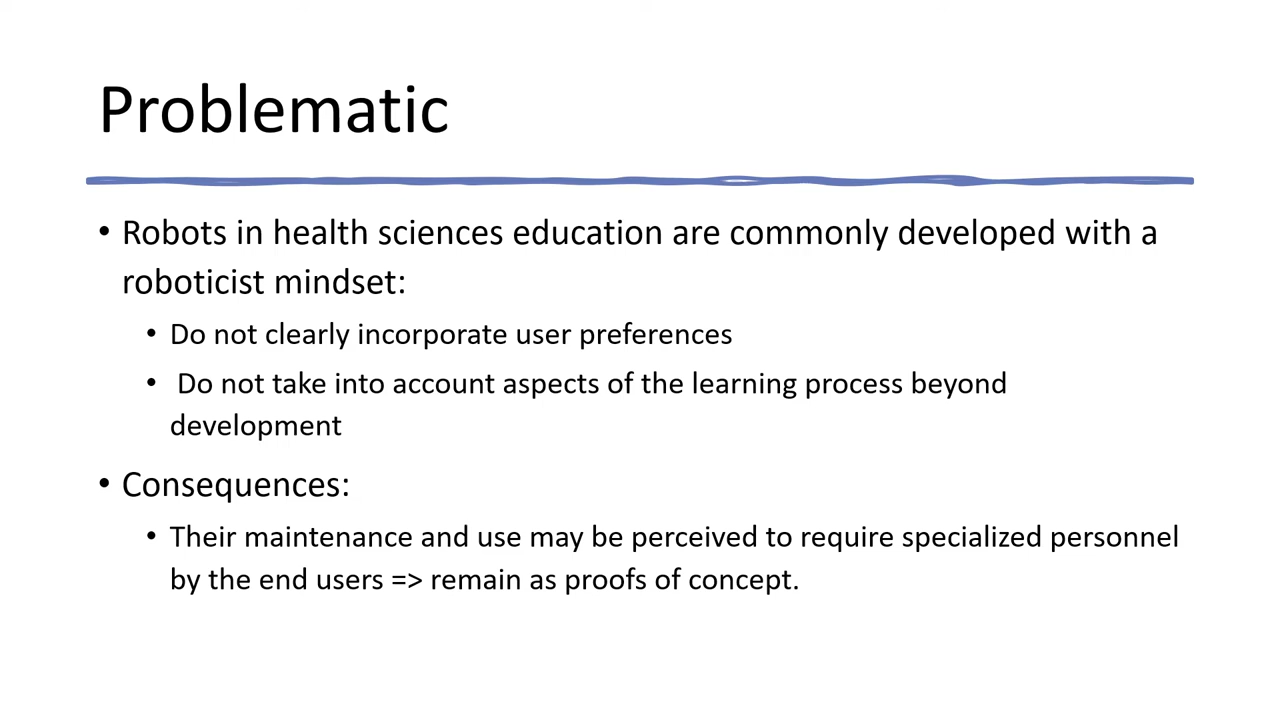 Problematic
• Robots in health sciences education are commonly developed with a
roboticist mindset:
• Do not clearly incorporate user preferences
• Do not take into account aspects of the learning process beyond
development
• Consequences:
• Their maintenance and use may be perceived to require specialized personnel
by the end users => remain as proofs of concept.